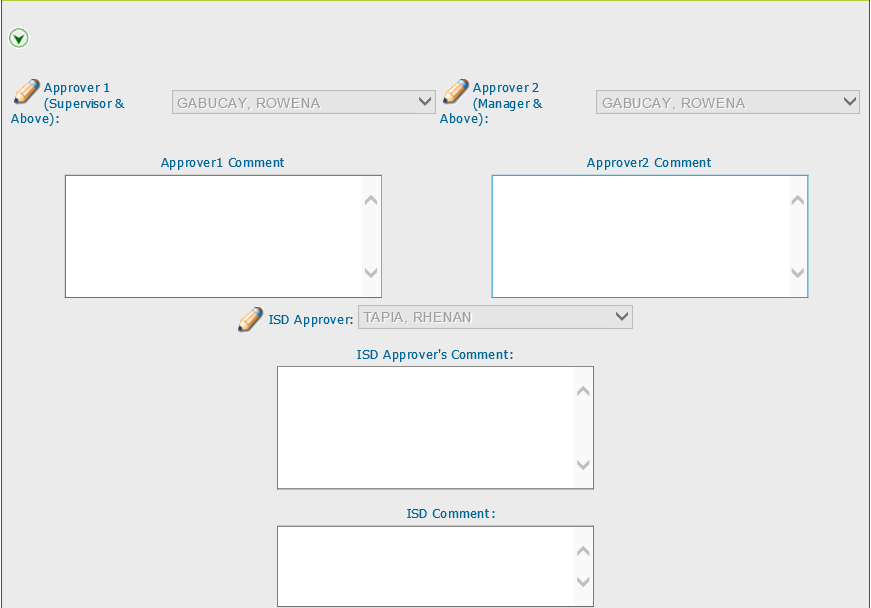 Approver 1
(Supervisor &
Above):
GABUCAY, ROWENA
Approver 2
(Manager &
Above):
GABUCAY, ROWENA
Approver1 Comment
Approver2 Comment
ISD Approver:
TAPIA, RHENAN
ISD Approver's Comment:
ISD Comment: